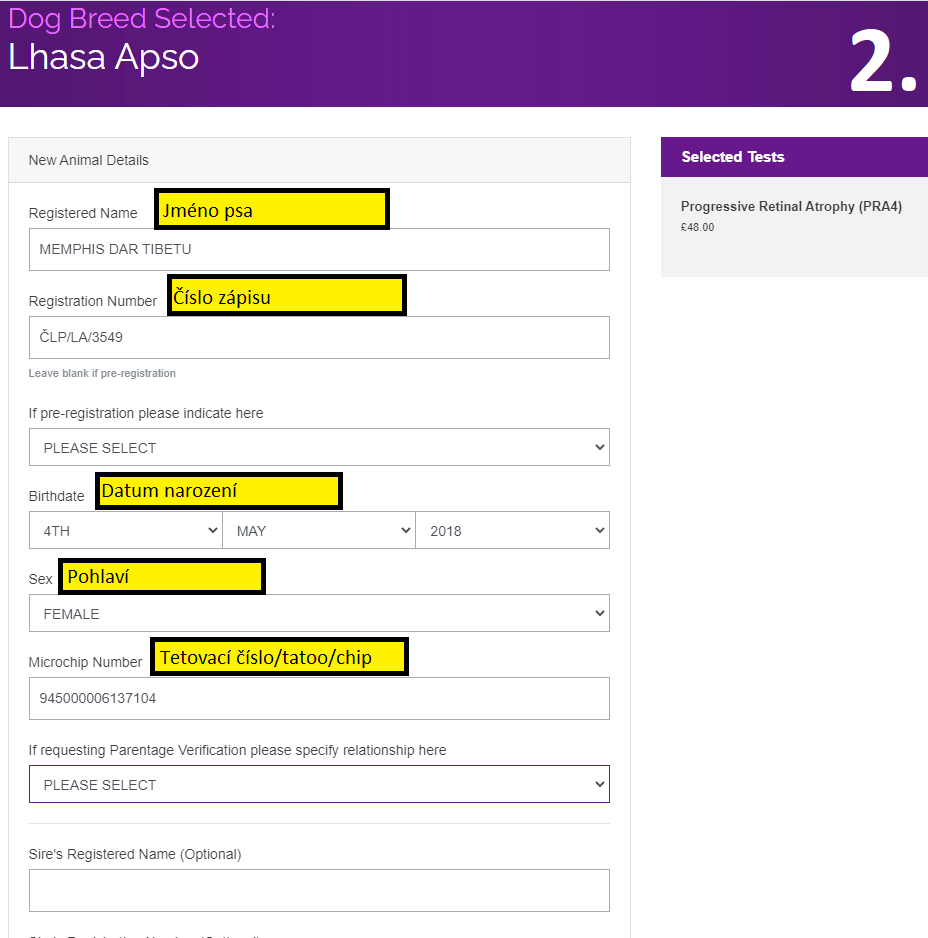 Dog Breed Selected:
Lhasa Apso
2.
New Animal Details
Registered Name
Jméno psa
MEMPHIS DAR TIBETU
Registration Number
Číslo zápisu
ČLP/LA/3549
Leave blank if pre-registration
If pre-registration please indicate here
PLEASE SELECT
Birthdate
Datum narození
4TH MAY 2018
Sex
Pohlaví
FEMALE
Microchip Number
Tetovací číslo/tatoo/chip
945000006137104
If requesting Parentage Verification please specify relationship here
PLEASE SELECT
Sire's Registered Name (Optional)
Selected Tests
Progressive Retinal Atrophy (PRA4)
£48.00